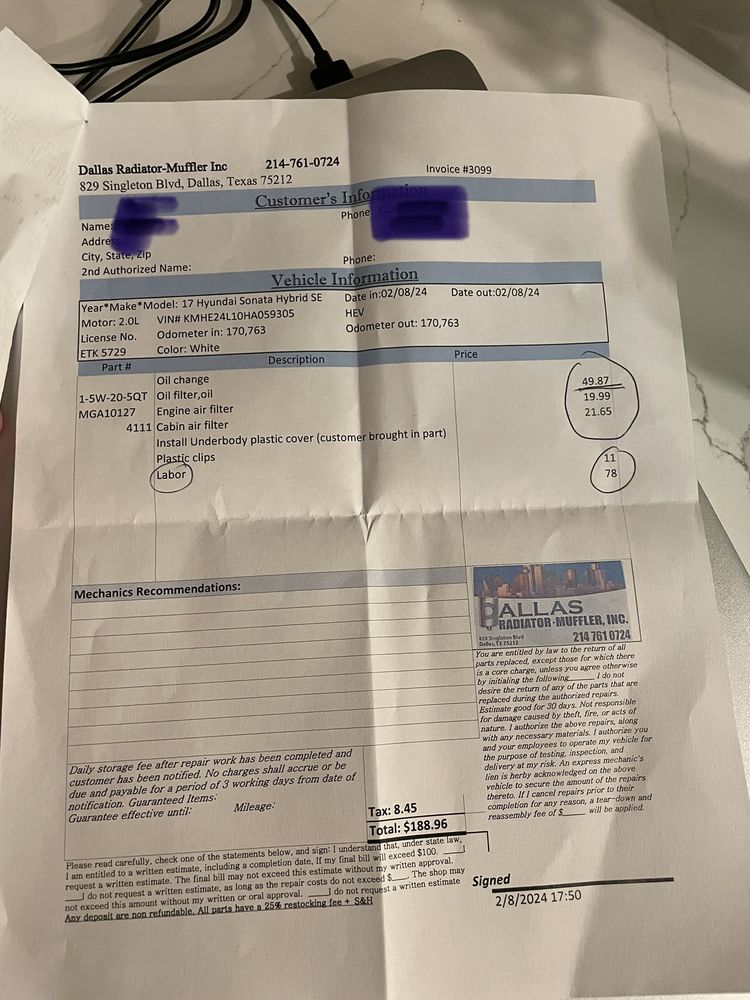 Dallas Radiator-Muffler Inc 214-761-0724
829 Singleton Blvd, Dallas, Texas 75212
Invoice #3099
Customer's Information
Name:
Phone
Address
City, State, Zip
Phone:
2nd Authorized Name:
Vehicle Information
Year*Make*Model: 17 Hyundai Sonata Hybrid SE Date in:02/08/24 Date out:02/08/24
Motor: 2.0L VIN# KMHE24L10HA059305 HEV
License No. Odometer in: 170,763 Odometer out: 170,763
ETK 5729 Color: White
Part # Description Price
Oil change
1-5W-20-5QT Oil filter,oil 49.87
MGA10127 Engine air filter 19.99
4111 Cabin air filter 21.65
Install Underbody plastic cover (customer brought in part)
Plastic clips 11
Labor 78
Mechanics Recommendations:
DALLAS
RADIATOR-MUFFLER, INC.
829 Singleton Blvd
Dallas, TX 75212
214 761 0724
You are entitled by law to the return of all
parts replaced, except those for which there
is a core charge, unless you agree otherwise
by initialing the following______ I do not
desire the return of any of the parts that are
replaced during the authorized repairs.
Estimate good for 30 days. Not responsible
for damage caused by theft, fire, or acts of
nature. I authorize the above repairs, along
with any necessary materials. I authorize you
and your employees to operate my vehicle for
the purpose of testing, inspection, and
delivery at my risk. An express mechanic's
lien is herby acknowledged on the above
vehicle to secure the amount of the repairs
thereto. If I cancel repairs prior to their
completion for any reason, a tear-down and
reassembly fee of $____ will be applied.
Daily storage fee after repair work has been completed and
customer has been notified. No charges shall accrue or be
due and payable for a period of 3 working days from date of
notification. Guaranteed Items:
Guarantee effective until: Mileage:
Tax: 8.45
Total: $188.96
Please read carefully, check one of the statements below, and sign: I understand that, under state law,
I am entitled to a written estimate, including a completion date, If my final bill will exceed $100. ____I
request a written estimate. The final bill may not exceed this estimate without my written approval.
____I do not request a written estimate, as long as the repair costs do not exceed $___. The shop may
not exceed this amount without my written or oral approval. ____I do not request a written estimate
Any deposit are non refundable. All parts have a 25% restocking fee + S&H
Signed
2/8/2024 17:50